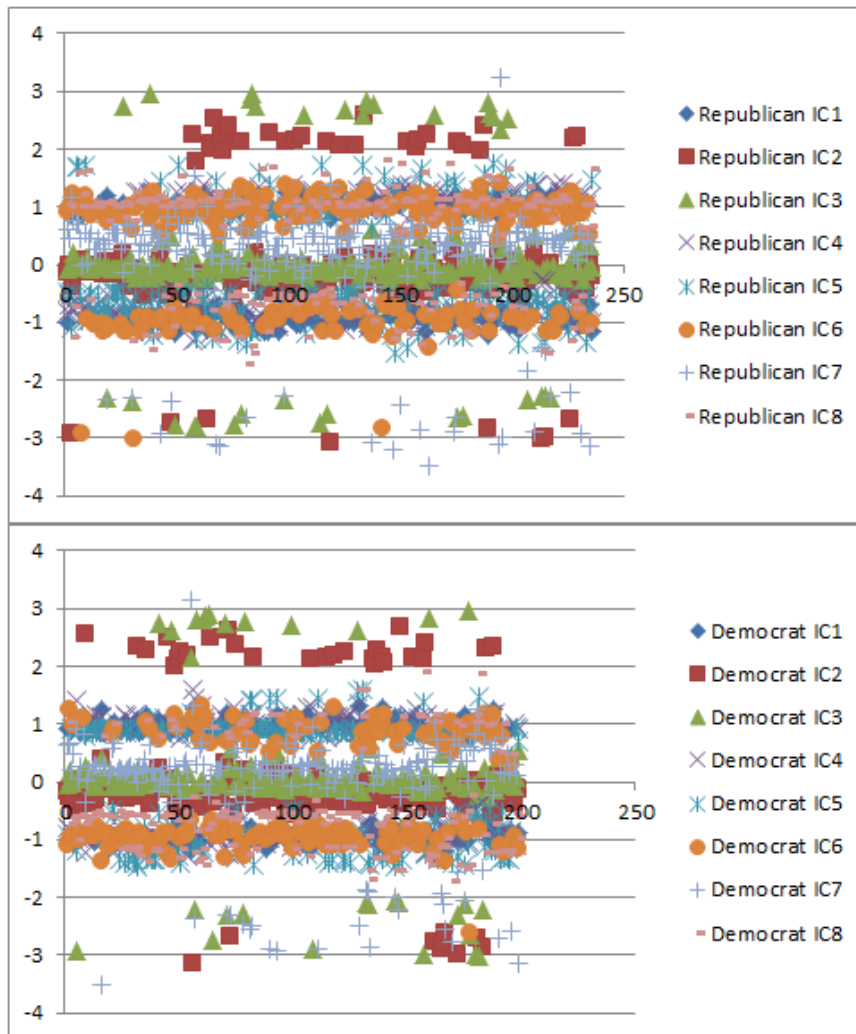 4
3
2
1
0
-1
-2
-3
-4
0 50 100 150 200 250
Republican IC1
Republican IC2
Republican IC3
Republican IC4
Republican IC5
Republican IC6
Republican IC7
Republican IC8
4
3
2
1
0
-1
-2
-3
-4
0 50 100 150 200 250
Democrat IC1
Democrat IC2
Democrat IC3
Democrat IC4
Democrat IC5
Democrat IC6
Democrat IC7
Democrat IC8